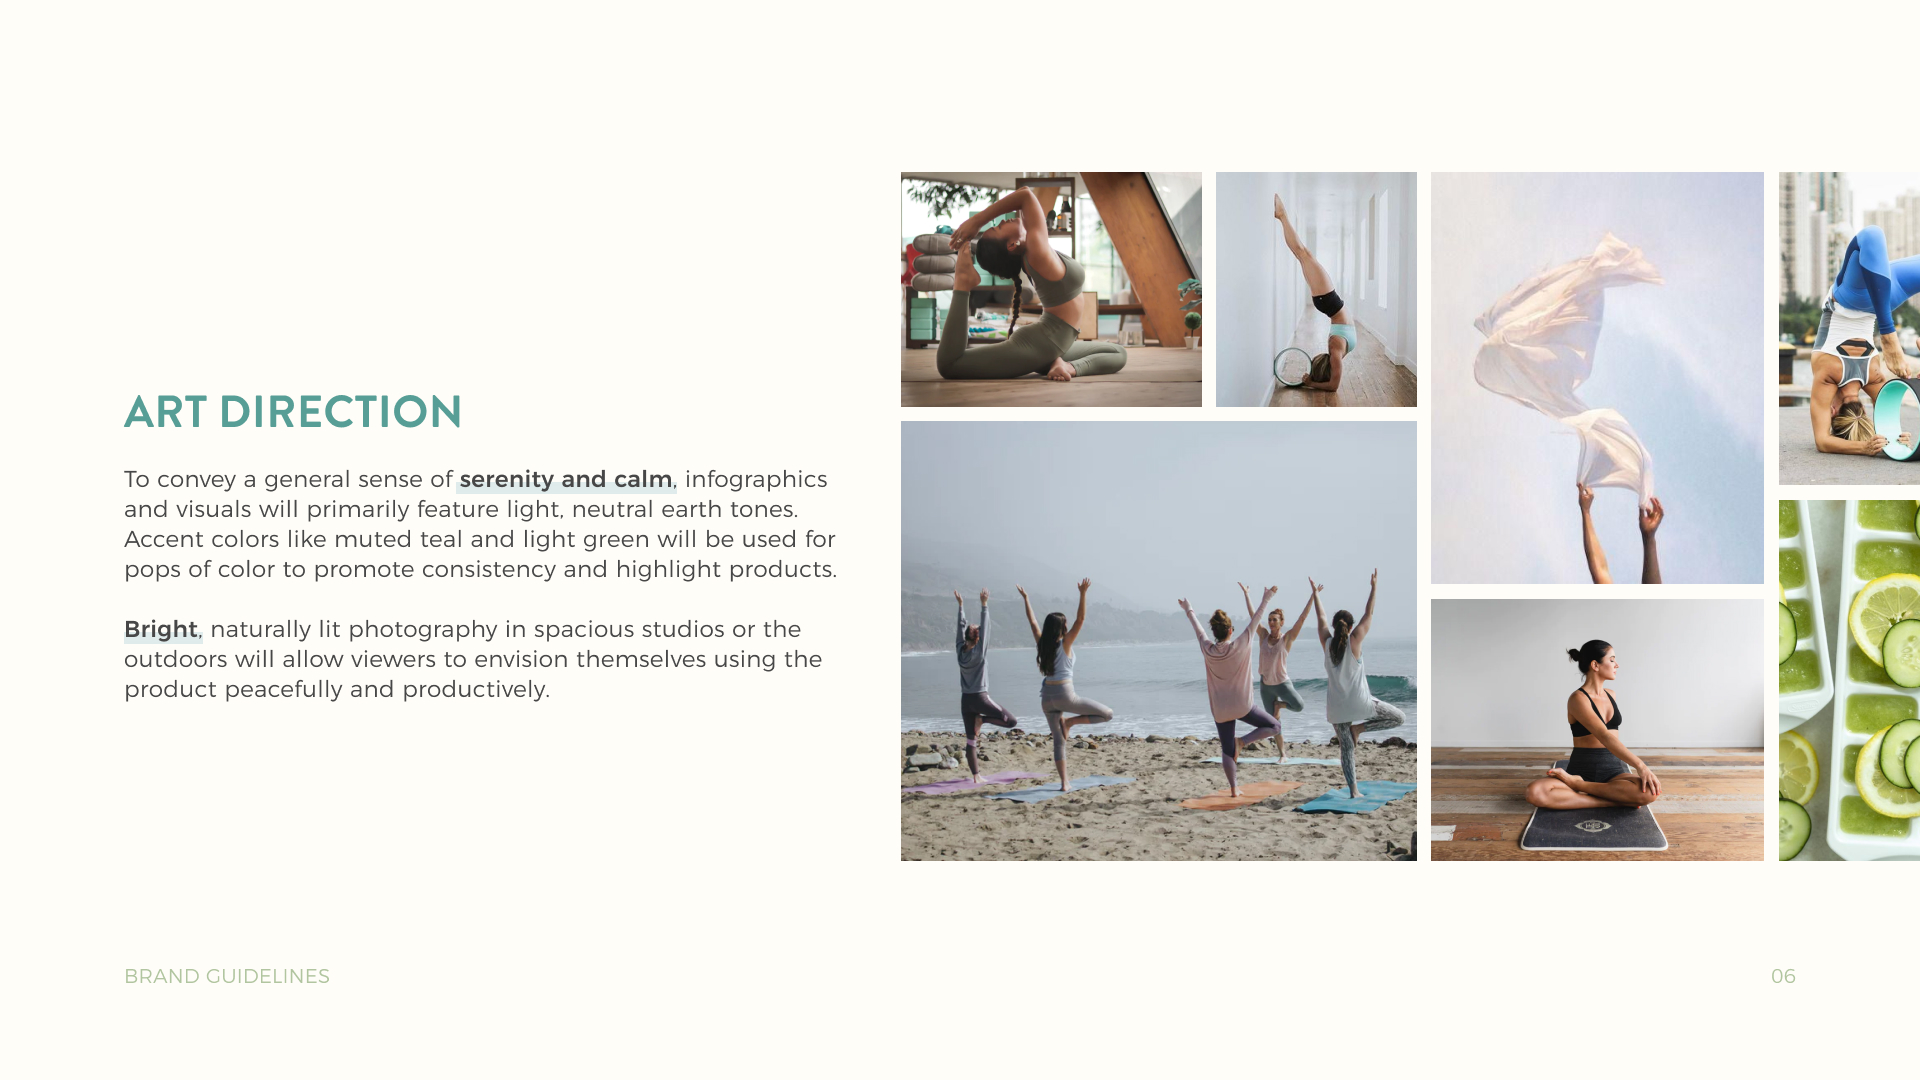 ART DIRECTION
To convey a general sense of serenity and calm, infographics
and visuals will primarily feature light, neutral earth tones.
Accent colors like muted teal and light green will be used for
pops of color to promote consistency and highlight products.
Bright, naturally lit photography in spacious studios or the
outdoors will allow viewers to envision themselves using the
product peacefully and productively.
BRAND GUIDELINES
06